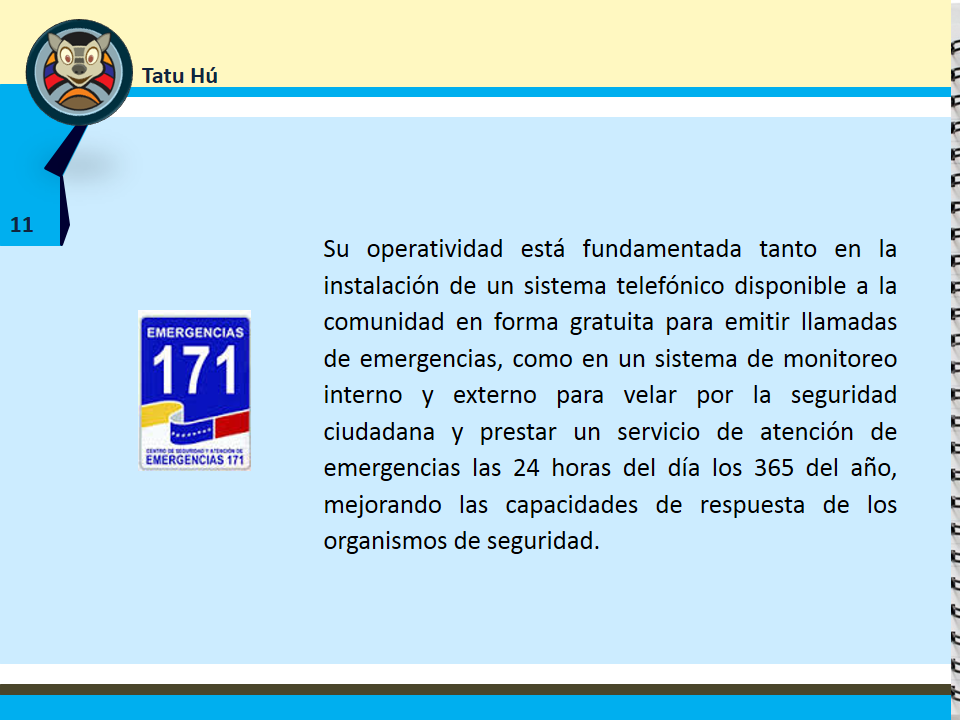 Tatu Hú
11
Su operatividad está fundamentada tanto en la
instalación de un sistema telefónico disponible a la
comunidad en forma gratuita para emitir llamadas
de emergencias, como en un sistema de monitoreo
interno y externo para velar por la seguridad
ciudadana y prestar un servicio de atención de
emergencias las 24 horas del día los 365 del año,
mejorando las capacidades de respuesta de los
organismos de seguridad.
EMERGENCIAS
171
CENTRO DE SEGURIDAD Y ATENCIÓN DE
EMERGENCIAS 171